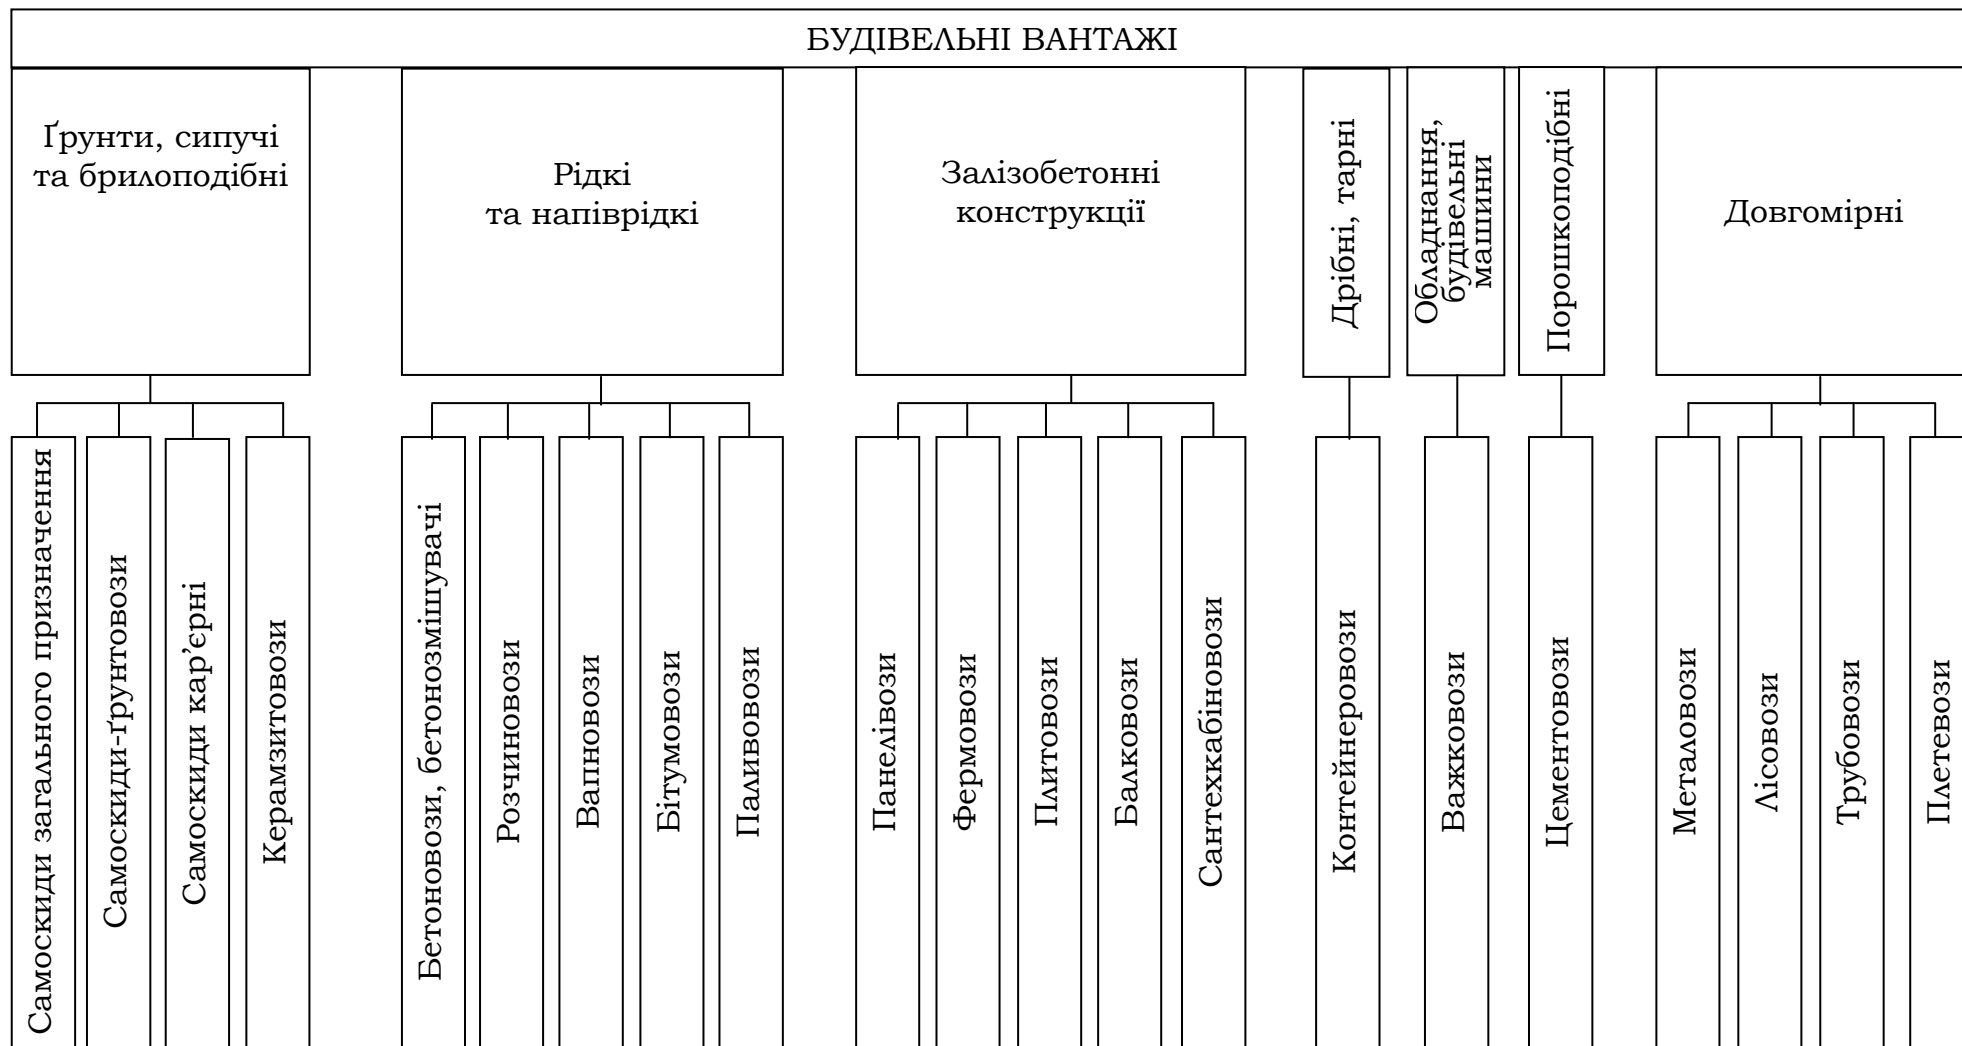 БУДІВЕЛЬНІ ВАНТАЖІ
Ґрунти, сипучі
та брилоподібні
Рідкі
та напіврідкі
Залізобетонні
конструкції
Дрібні, тарні
Обладнання,
будівельні
машини
Порошкоподібні
Довгомірні
Самоскиди загального призначення
Самоскиди-ґрунтовози
Самоскиди кар’єрні
Керамзитовози
Бетоновози, бетонозмішувачі
Розчиновози
Вапновози
Бітумовози
Паливовози
Панелівози
Фермовози
Плитовози
Балковози
Сантехкабіновози
Контейнеровози
Важковози
Цементовози
Металовози
Лісовози
Трубовози
Плетевози